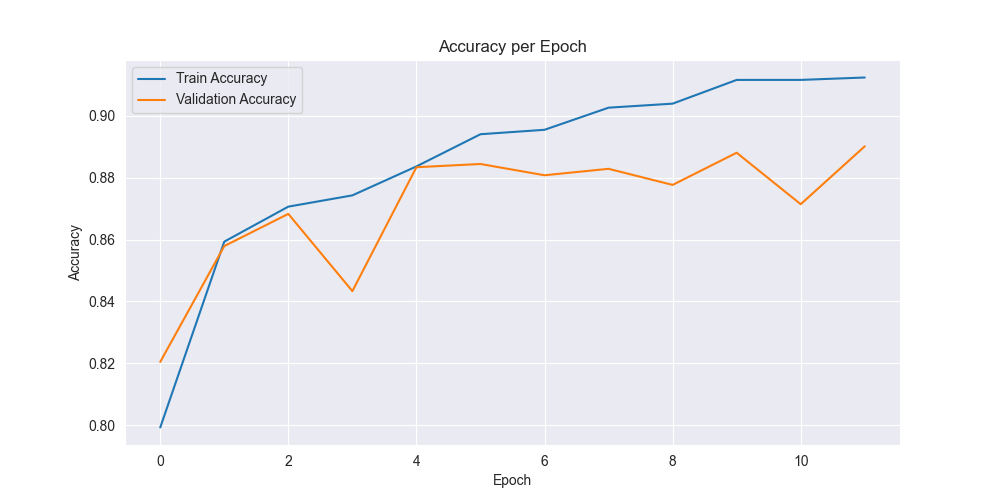 Accuracy per Epoch
Train Accuracy
Validation Accuracy
0.90
0.88
0.86
0.84
0.82
0.80
Accuracy
0 2 4 6 8 10
Epoch